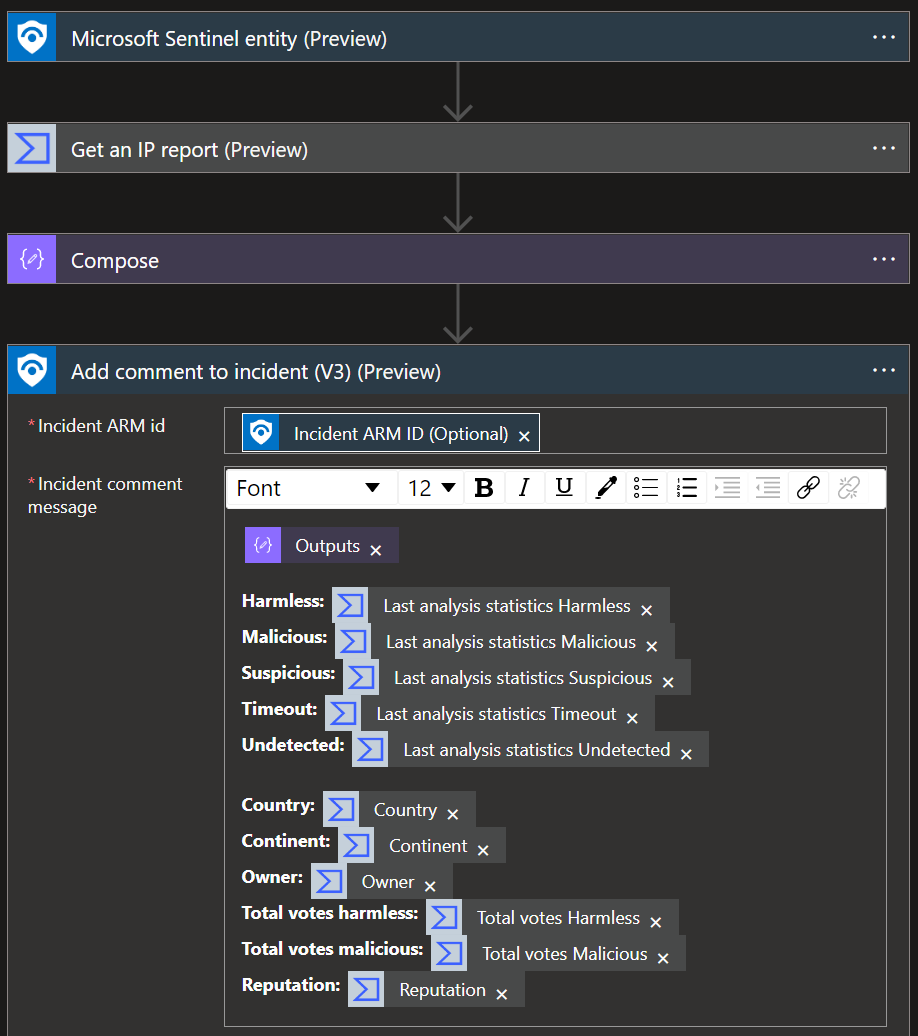 Microsoft Sentinel entity (Preview)
Get an IP report (Preview)
Compose
Add comment to incident (V3) (Preview)
*Incident ARM id
Incident ARM ID (Optional) ×
*Incident comment
message
Font 12 B I U
Outputs ×
Harmless: Last analysis statistics Harmless ×
Malicious: Last analysis statistics Malicious ×
Suspicious: Last analysis statistics Suspicious ×
Timeout: Last analysis statistics Timeout ×
Undetected: Last analysis statistics Undetected ×
Country: Country ×
Continent: Continent ×
Owner: Owner ×
Total votes harmless: Total votes Harmless ×
Total votes malicious: Total votes Malicious ×
Reputation: Reputation ×